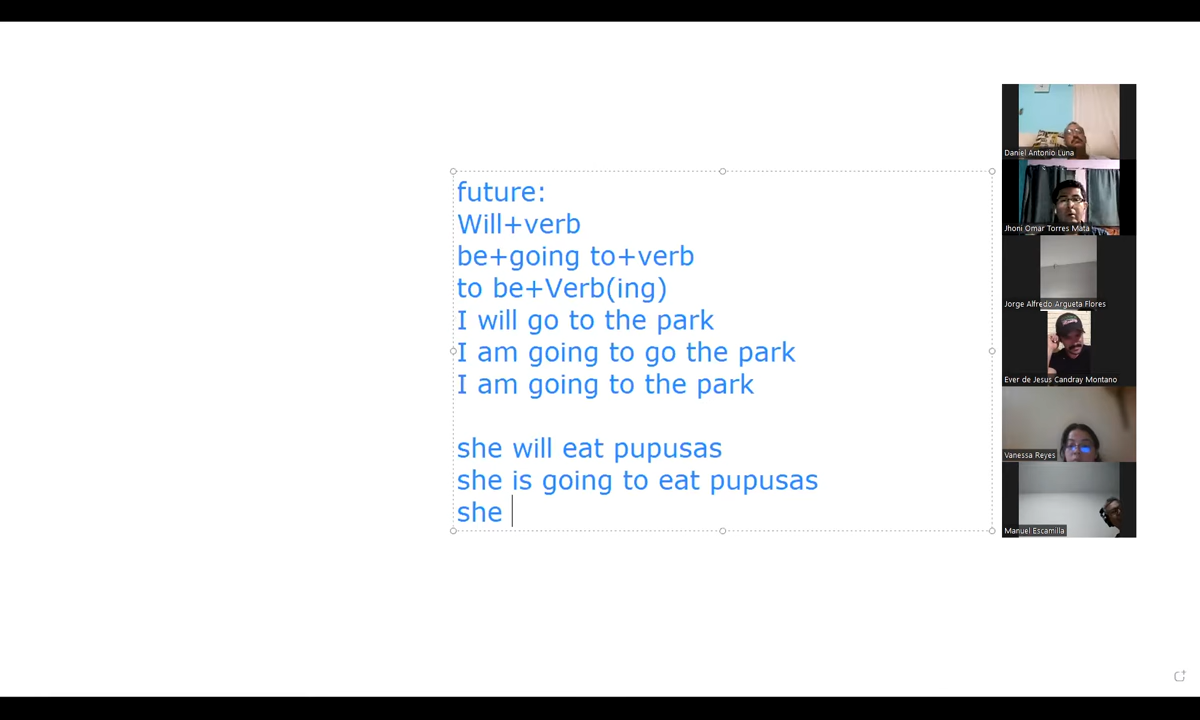 future:
Will+verb
be+going to+verb
to be+Verb(ing)
I will go to the park
I am going to go the park
I am going to the park
she will eat pupusas
she is going to eat pupusas
she
Daniel Antonio Luna
Jhoni Omar Torres Mata
Jorge Alfredo Argueta Flores
Ever de Jesus Candray Montano
Vanessa Reyes
Manuel Escamilla